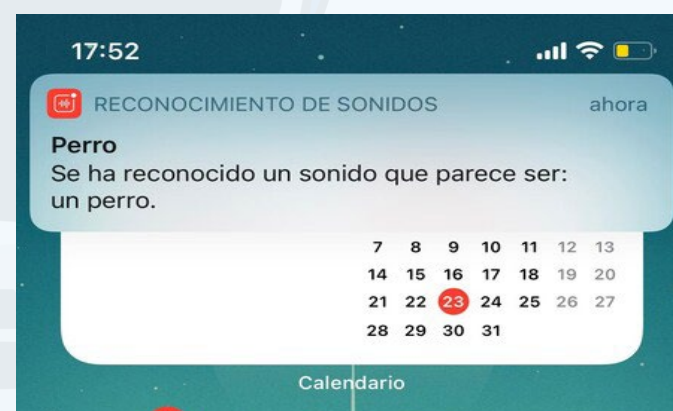 17:52
RECONOCIMIENTO DE SONIDOS ahora
Perro
Se ha reconocido un sonido que parece ser:
un perro.
7 8 9 10 11 12 13
14 15 16 17 18 19 20
21 22 23 24 25 26 27
28 29 30 31
Calendario